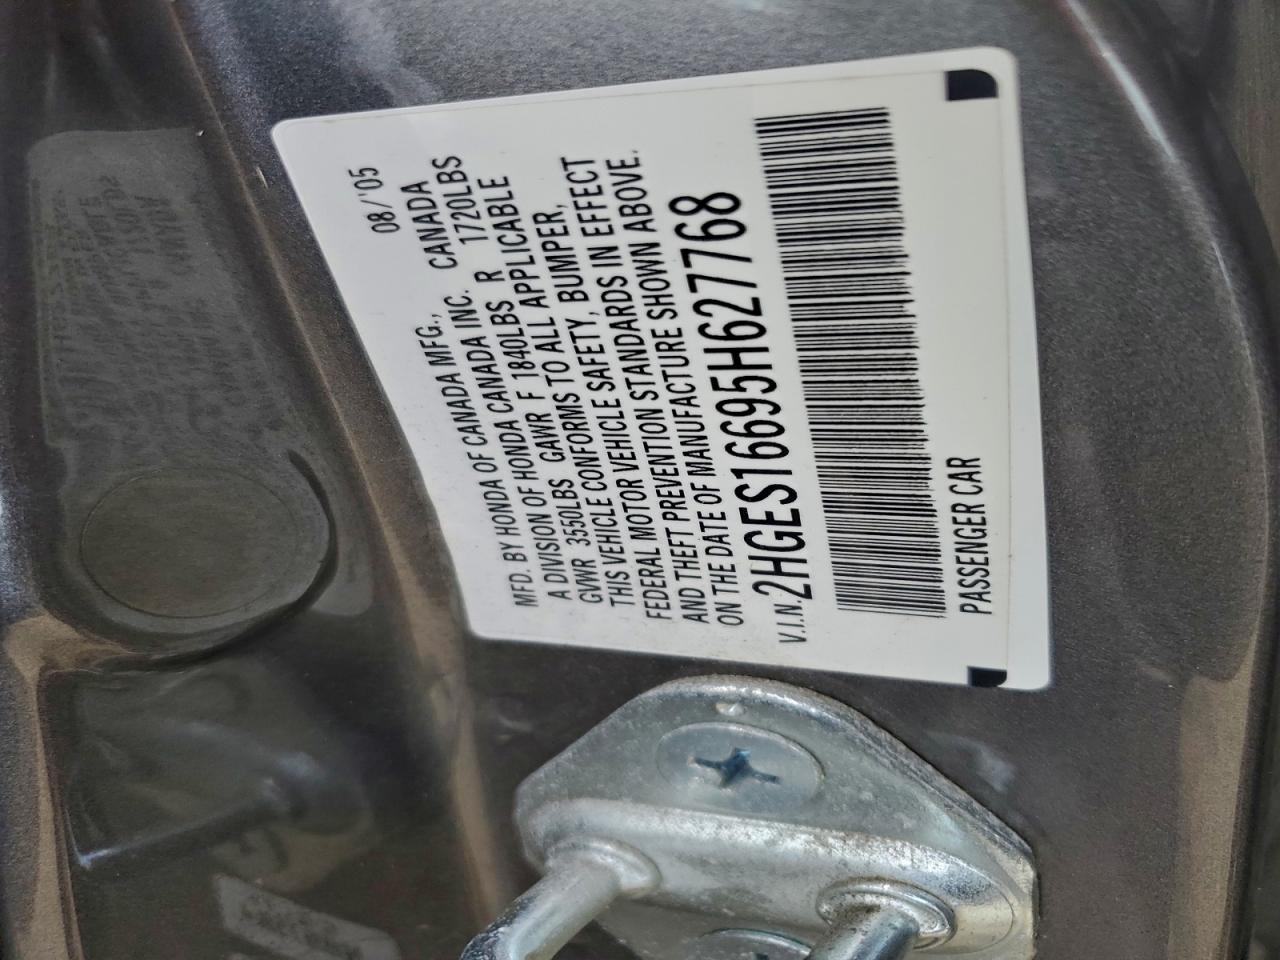 08/'05
MFD. BY HONDA OF CANADA MFG., CANADA
A DIVISION OF HONDA CANADA INC.
GVWR 3550LBS GAWR F 1840LBS R 1720LBS
THIS VEHICLE CONFORMS TO ALL APPLICABLE
FEDERAL MOTOR VEHICLE SAFETY, BUMPER,
AND THEFT PREVENTION STANDARDS IN EFFECT
ON THE DATE OF MANUFACTURE SHOWN ABOVE.
V.I.N. 2HGES16695H627768
PASSENGER CAR